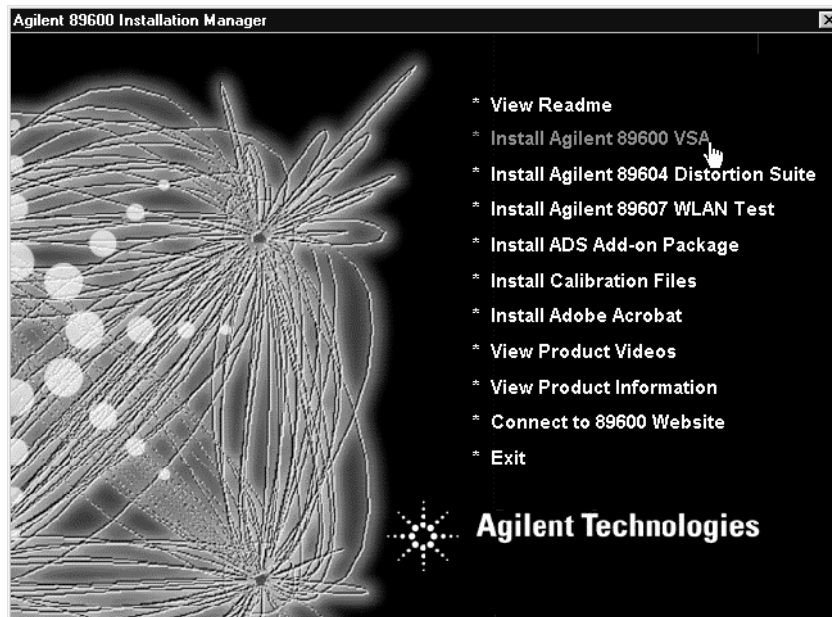 Agilent 89600 Installation Manager
* View Readme
* Install Agilent 89600 VSA
* Install Agilent 89604 Distortion Suite
* Install Agilent 89607 WLAN Test
* Install ADS Add-on Package
* Install Calibration Files
* Install Adobe Acrobat
* View Product Videos
* View Product Information
* Connect to 89600 Website
* Exit
Agilent Technologies